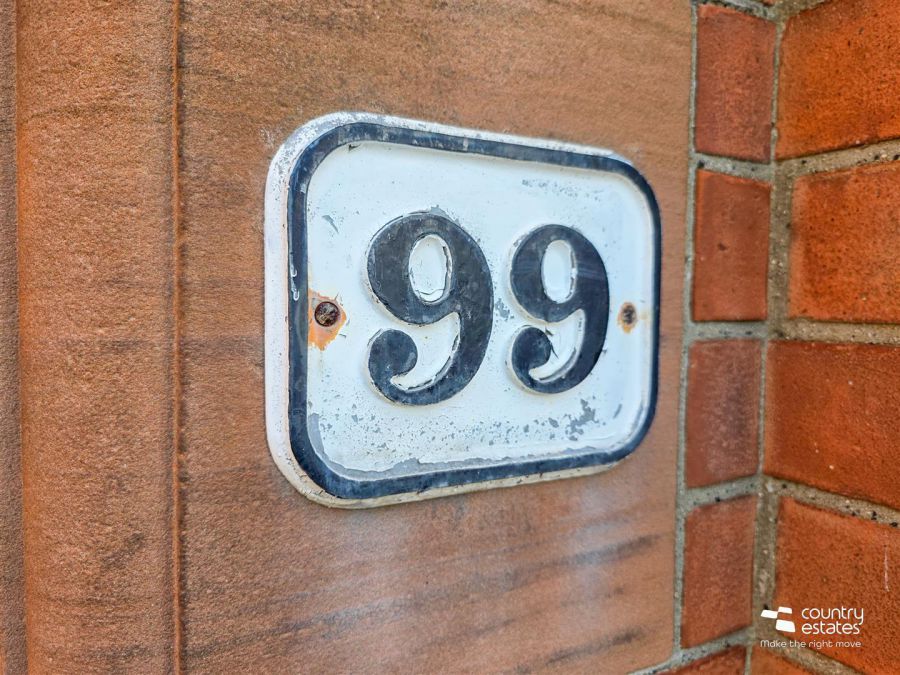 99
country
estates
Make the right move